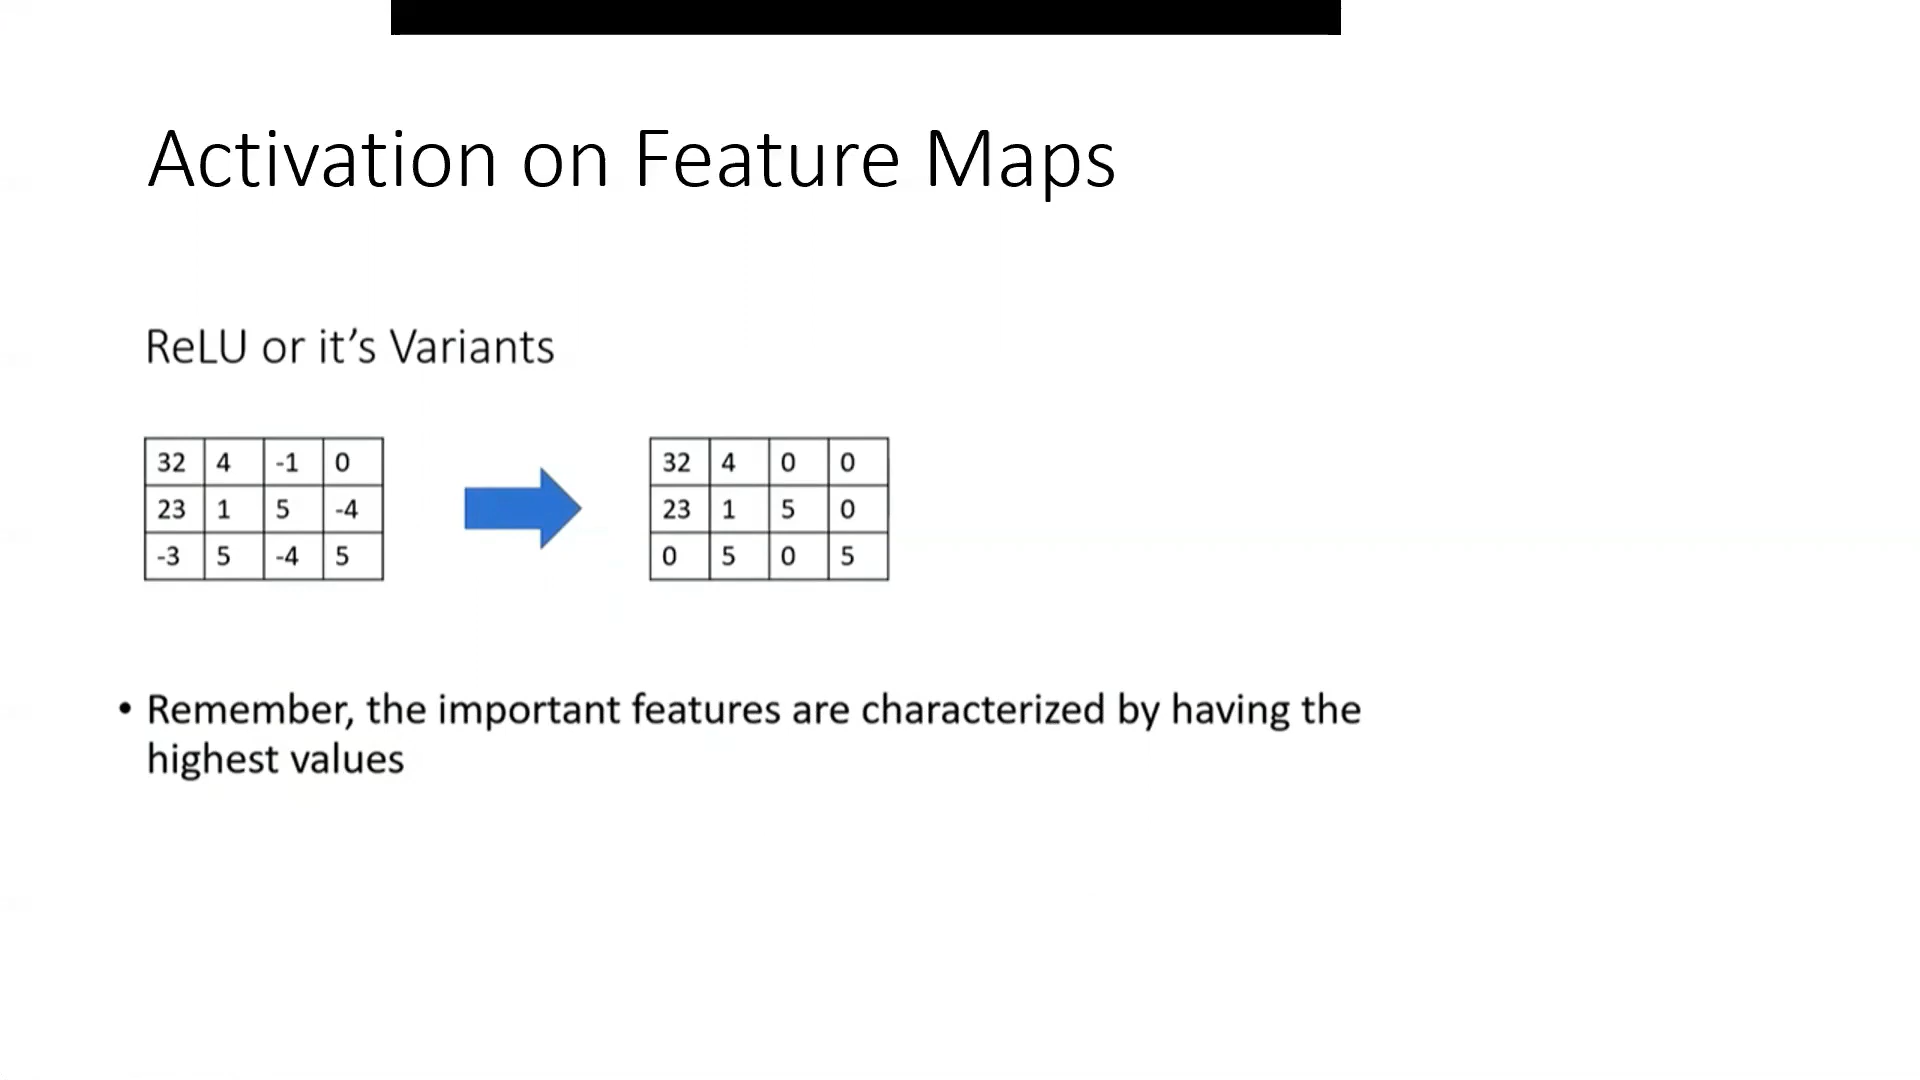 Activation on Feature Maps
ReLU or it’s Variants
32 4 -1 0
23 1 5 -4
-3 5 -4 5
32 4 0 0
23 1 5 0
0 5 0 5
• Remember, the important features are characterized by having the
highest values